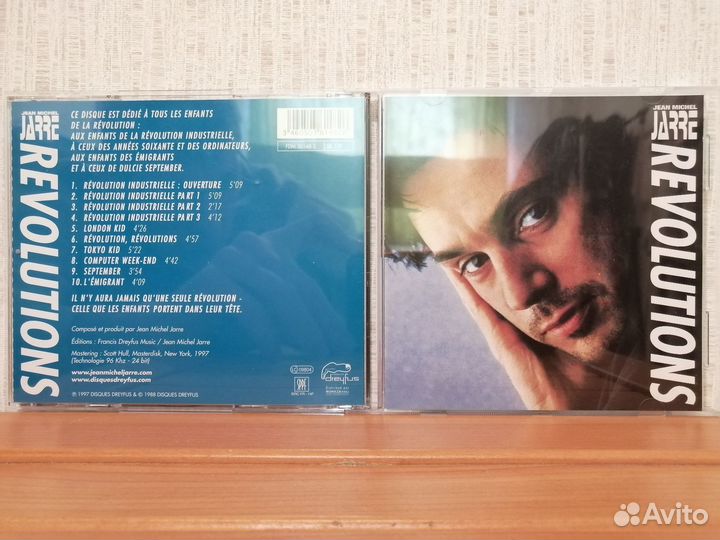 JEAN MICHEL
JARRE
REVOLUTIONS
CE DISQUE EST DÉDIÉ À TOUS LES ENFANTS
DE LA RÉVOLUTION :
AUX ENFANTS DE LA RÉVOLUTION INDUSTRIELLE,
À CEUX DES ANNÉES SOIXANTE ET DES ORDINATEURS,
AUX ENFANTS DES ÉMIGRANTS
ET À CEUX DE DULCIE SEPTEMBER.
1. RÉVOLUTION INDUSTRIELLE : OUVERTURE 5'09
2. RÉVOLUTION INDUSTRIELLE PART 1 5'09
3. RÉVOLUTION INDUSTRIELLE PART 2 2'17
4. RÉVOLUTION INDUSTRIELLE PART 3 4'12
5. LONDON KID 4'26
6. RÉVOLUTION, RÉVOLUTIONS 4'57
7. TOKYO KID 5'22
8. COMPUTER WEEK-END 4'42
9. SEPTEMBER 3'54
10. L'ÉMIGRANT 4'09
IL N'Y AURA JAMAIS QU'UNE SEULE RÉVOLUTION -
CELLE QUE LES ENFANTS PORTENT DANS LEUR TÊTE.
Composé et produit par Jean Michel Jarre
Éditions : Francis Dreyfus Music / Jean Michel Jarre
Mastering : Scott Hull, Masterdisk, New York, 1997
(Technologie 96 Khz - 24 bit)
www.jeanmicheljarre.com
www.disquesdreyfus.com
℗ 1997 DISQUES DREYFUS & © 1988 DISQUES DREYFUS
LC 09804
dreyfus
Distribué par
JEAN MICHEL
JARRE
REVOLUTIONS
Avito